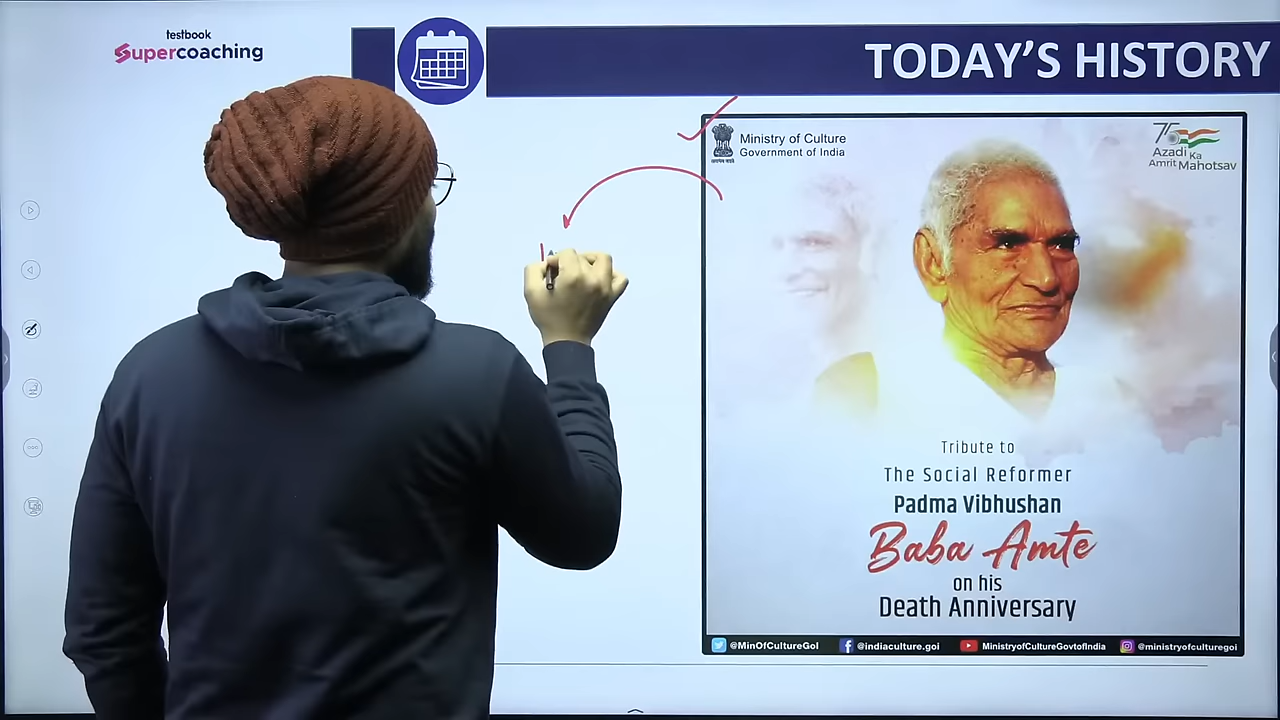 testbook
Supercoaching
TODAY'S HISTORY
Ministry of Culture
Government of India
75
Azadi
Ka
Amrit Mahotsav
Tribute to
The Social Reformer
Padma Vibhushan
Baba Amte
on his
Death Anniversary
@MinOfCultureGoI
@indiaculture.goi
MinistryofCultureGovtofIndia
@ministryculturegoi